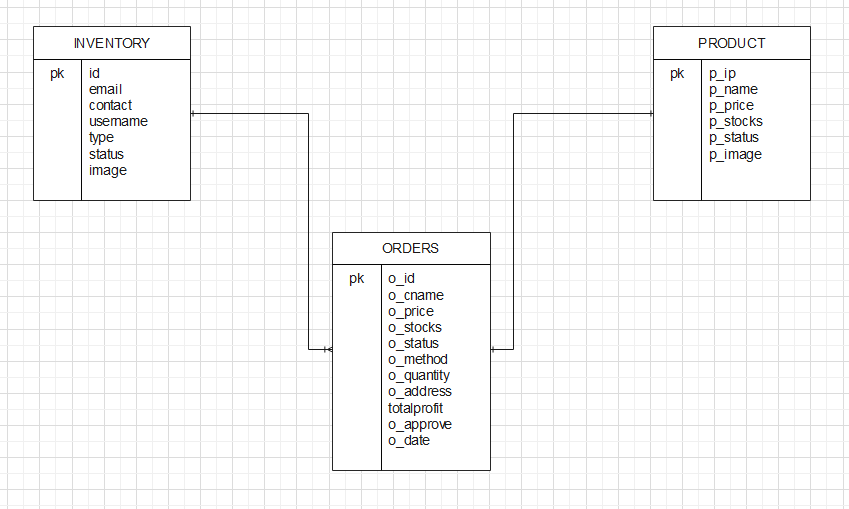 INVENTORY
pk id
email
contact
username
type
status
image
PRODUCT
pk p_ip
p_name
p_price
p_stocks
p_status
p_image
ORDERS
pk o_id
o_cname
o_price
o_stocks
o_status
o_method
o_quantity
o_address
totalprofit
o_approve
o_date